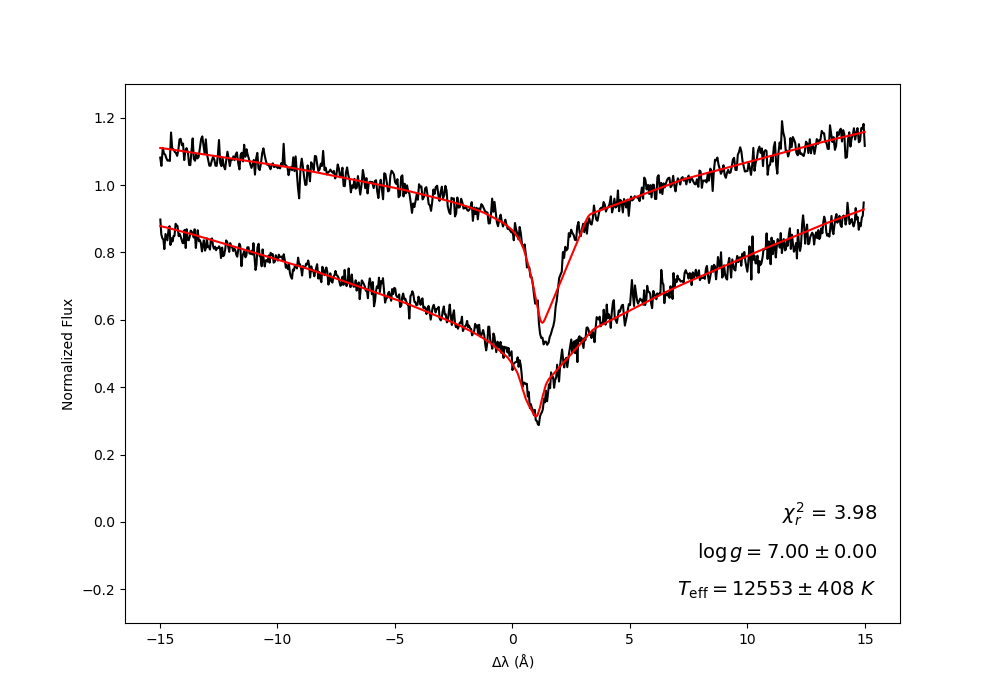 1.2
1.0
0.8
0.6
0.4
0.2
0.0
−0.2
Normalized Flux
χ²ᵣ = 3.98
log g = 7.00 ± 0.00
T_eff = 12553 ± 408 K
−15 −10 −5 0 5 10 15
Δλ (Å)